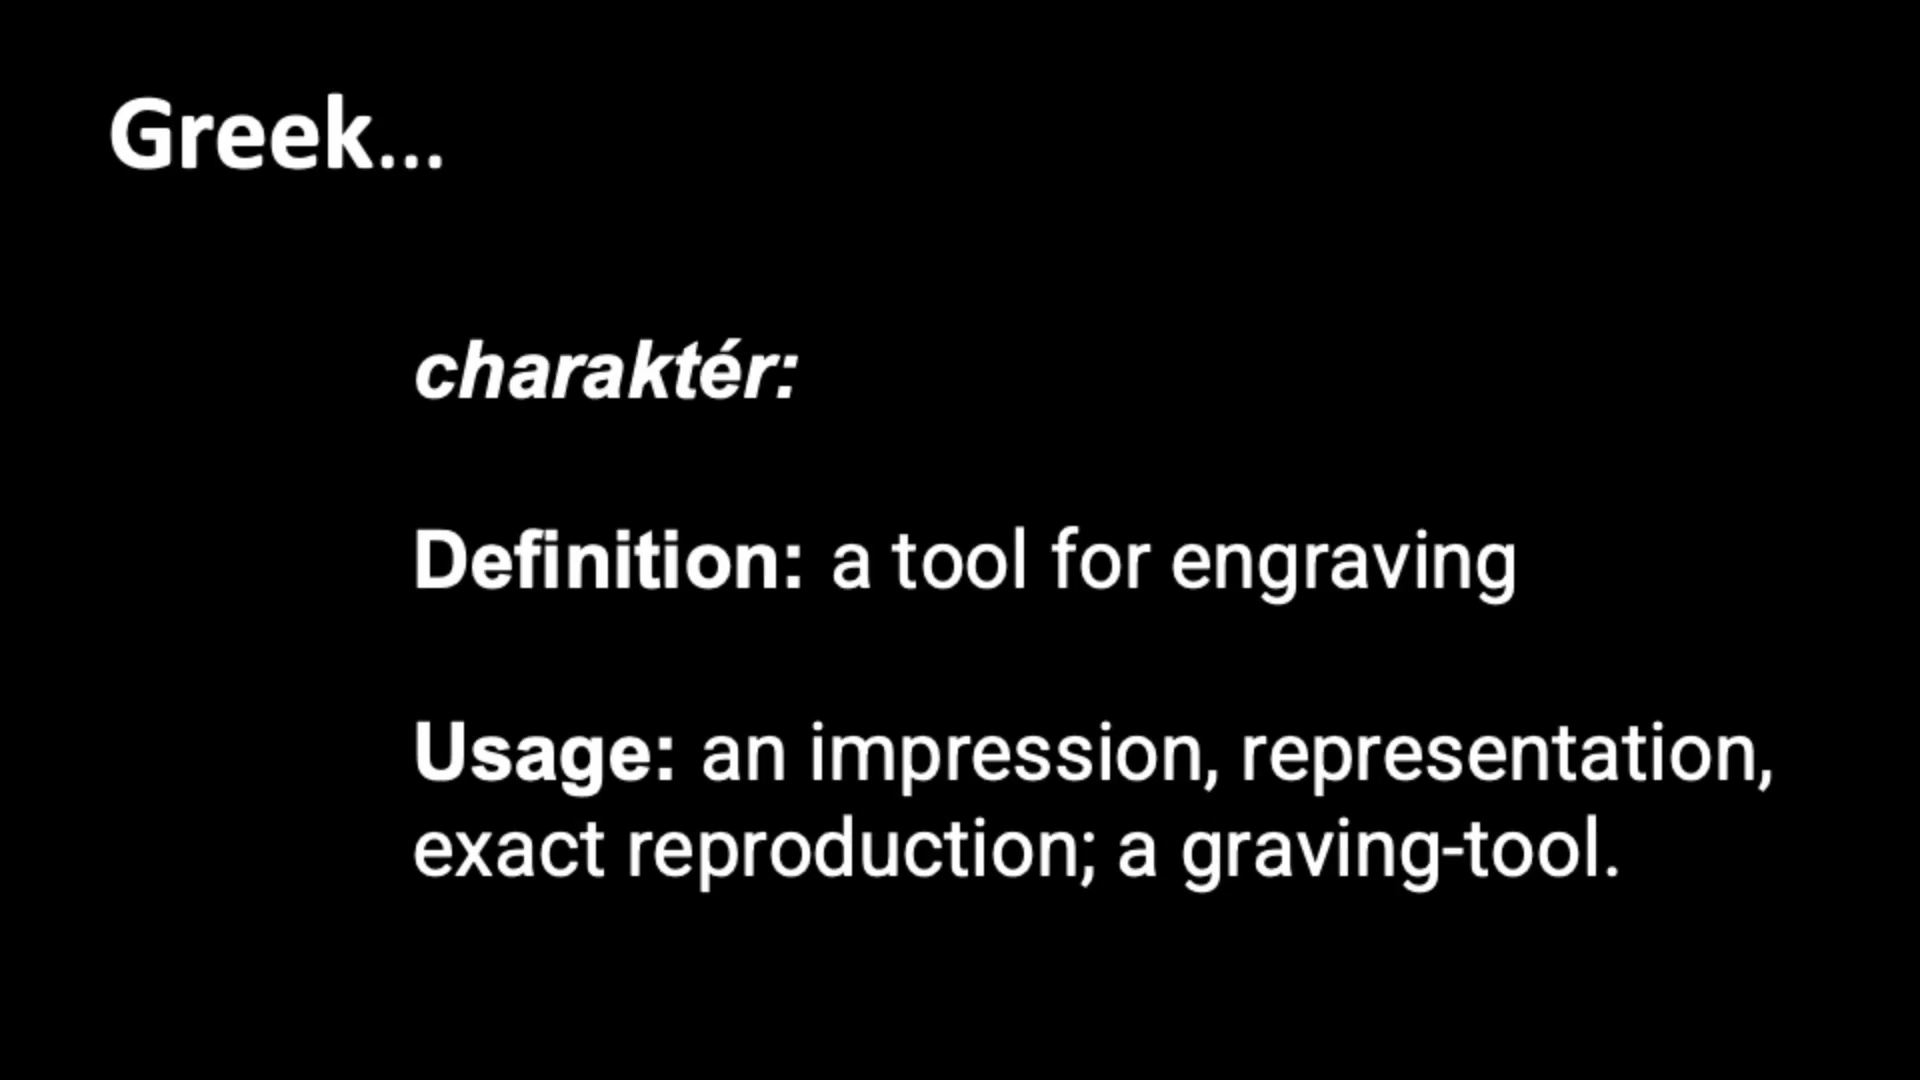 Greek...
charaktér:
Definition: a tool for engraving
Usage: an impression, representation,
exact reproduction; a graving-tool.